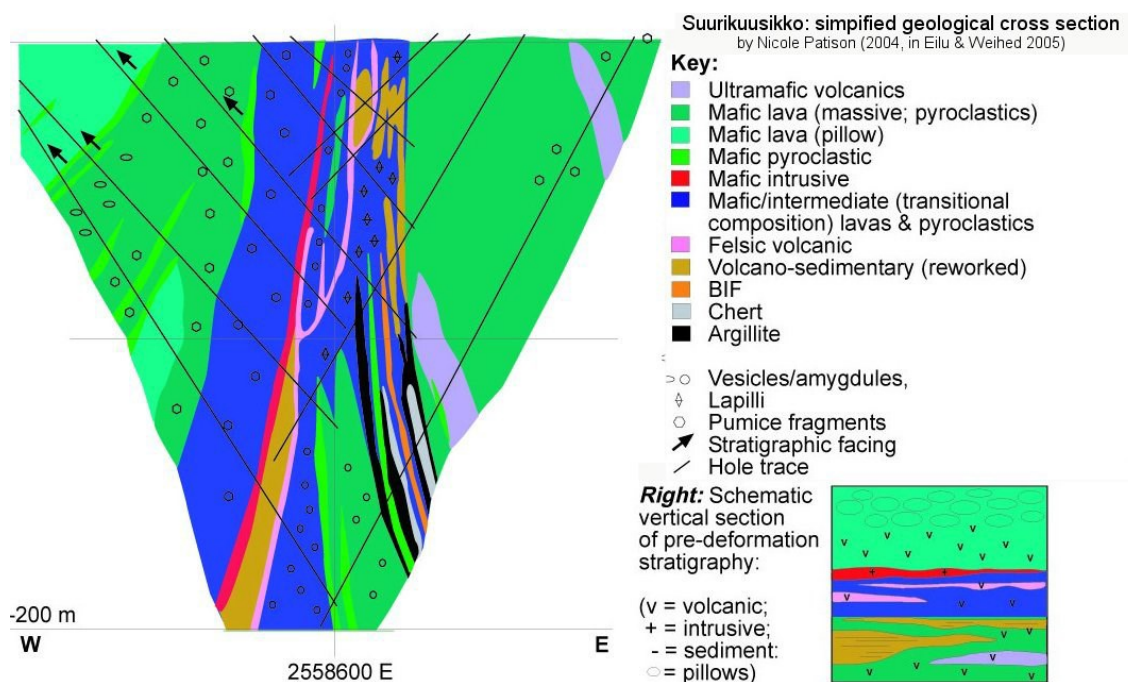 Suurikuusikko: simpified geological cross section
by Nicole Patison (2004, in Eilu & Weihed 2005)
Key:
Ultramafic volcanics
Mafic lava (massive; pyroclastics)
Mafic lava (pillow)
Mafic pyroclastic
Mafic intrusive
Mafic/intermediate (transitional
composition) lavas & pyroclastics
Felsic volcanic
Volcano-sedimentary (reworked)
BIF
Chert
Argillite
Vesicles/amygdules,
Lapilli
Pumice fragments
Stratigraphic facing
Hole trace
Right: Schematic
vertical section
of pre-deformation
stratigraphy:
(v = volcanic;
+ = intrusive;
- = sediment:
= pillows)
-200 m
W
E
2558600 E